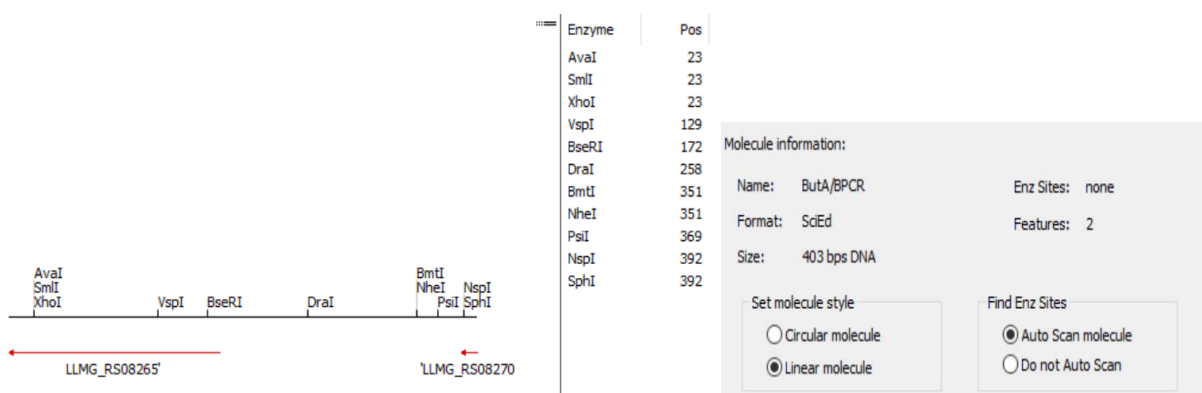 AvaI
SmlI
XhoI
VspI
BseRI
DraI
BmtI
NheI
PsiI
NspI
SphI
LLMG_RS08265'
'LLMG_RS08270
Enzyme Pos
AvaI 23
SmlI 23
XhoI 23
VspI 129
BseRI 172
DraI 258
BmtI 351
NheI 351
PsiI 369
NspI 392
SphI 392
Molecule information:
Name: ButA/BPCR Enz Sites: none
Format: SciEd Features: 2
Size: 403 bps DNA
Set molecule style
Circular molecule
Linear molecule
Find Enz Sites
Auto Scan molecule
Do not Auto Scan